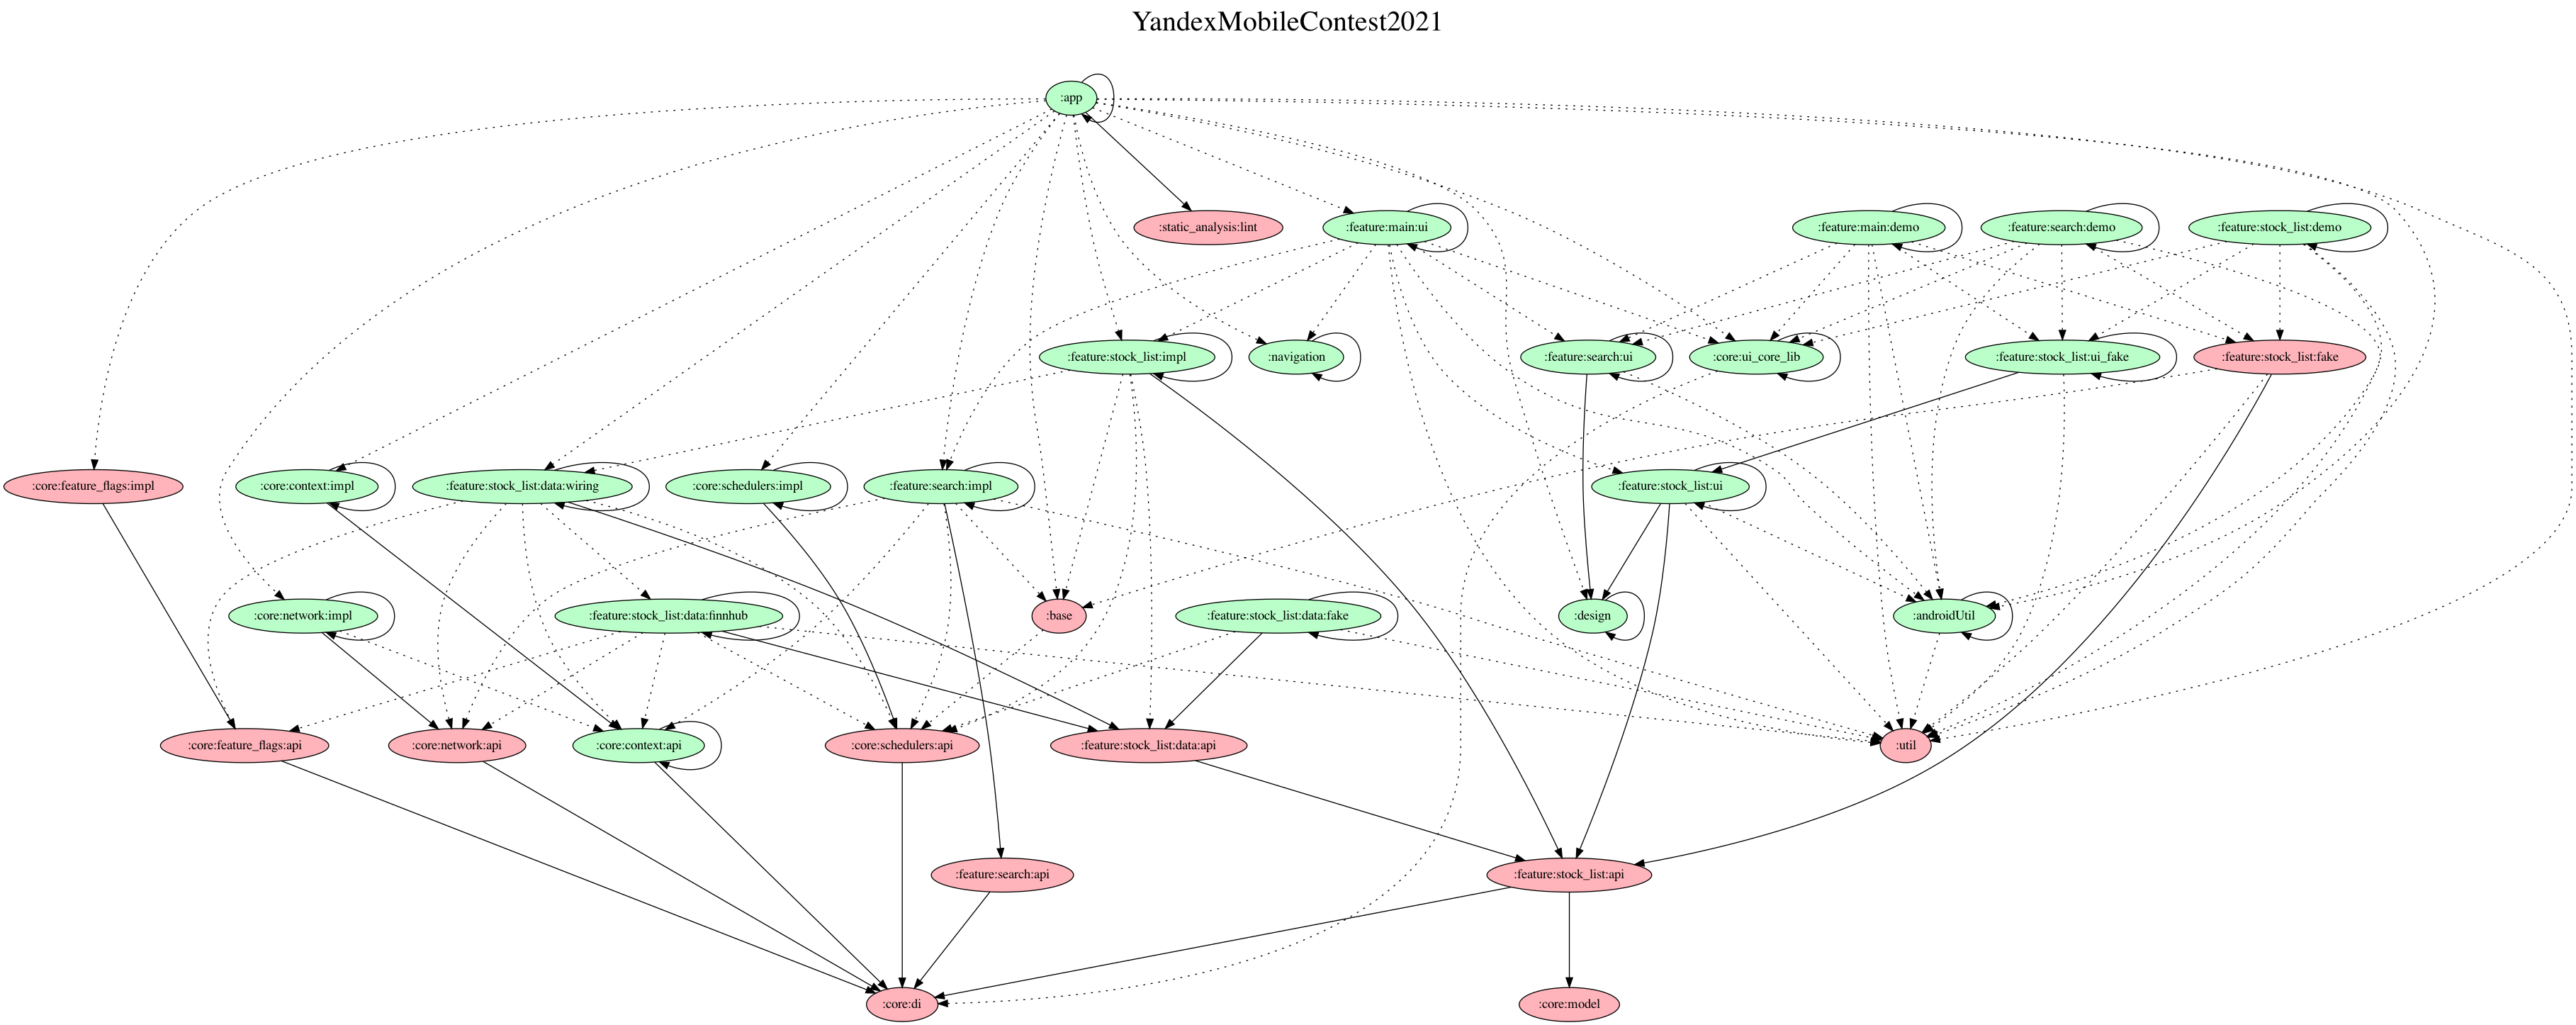 YandexMobileContest2021
:app
:static_analysis:lint
:feature:main:ui
:feature:main:demo
:feature:search:demo
:feature:stock_list:demo
:feature:stock_list:impl
:navigation
:feature:search:ui
:core:ui_core_lib
:feature:stock_list:ui_fake
:feature:stock_list:fake
:core:feature_flags:impl
:core:context:impl
:feature:stock_list:data:wiring
:core:schedulers:impl
:feature:search:impl
:feature:stock_list:ui
:core:network:impl
:feature:stock_list:data:finnhub
:base
:feature:stock_list:data:fake
:design
:androidUtil
:core:feature_flags:api
:core:network:api
:core:context:api
:core:schedulers:api
:feature:stock_list:data:api
:util
:feature:search:api
:feature:stock_list:api
:core:di
:core:model